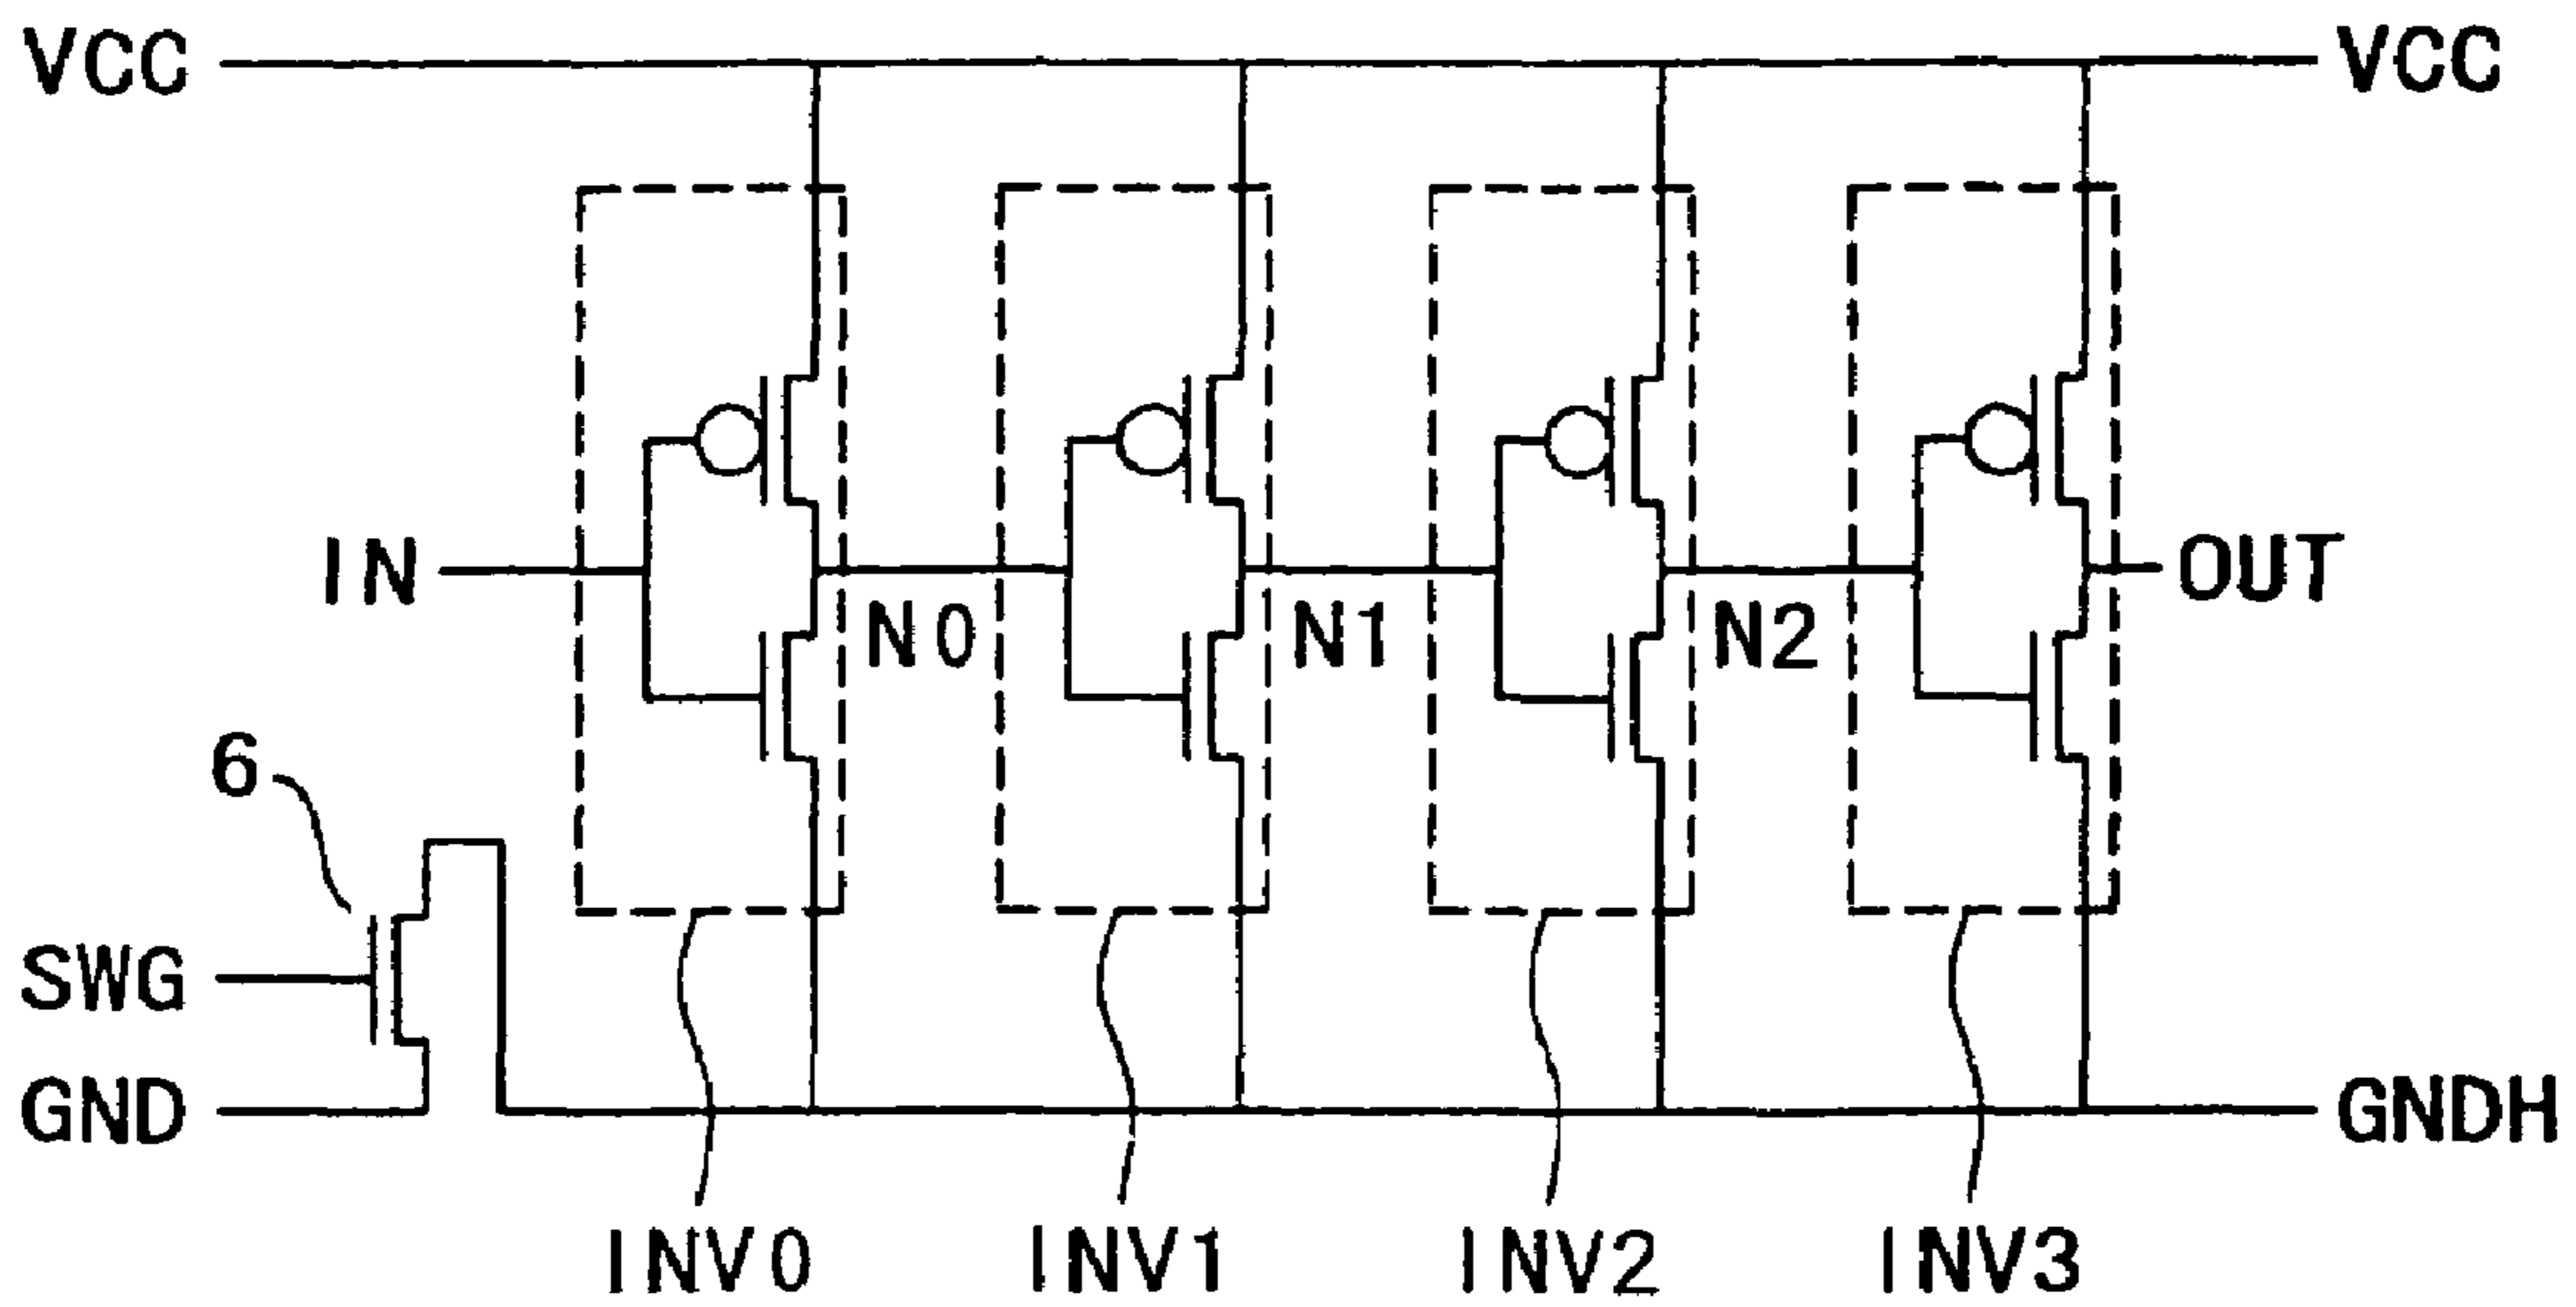 VCC VCC
IN N0 N1 N2 OUT
6
SWG
GND GNDH
INV0 INV1 INV2 INV3